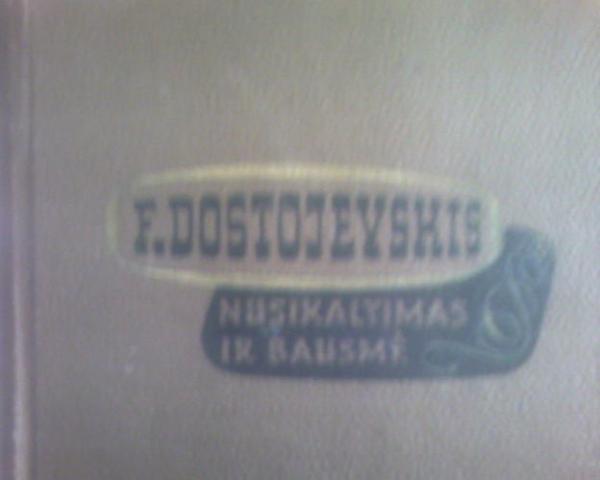 F. DOSTOJEVSKIS
NUSIKALTIMAS
IR BAUSMĖ